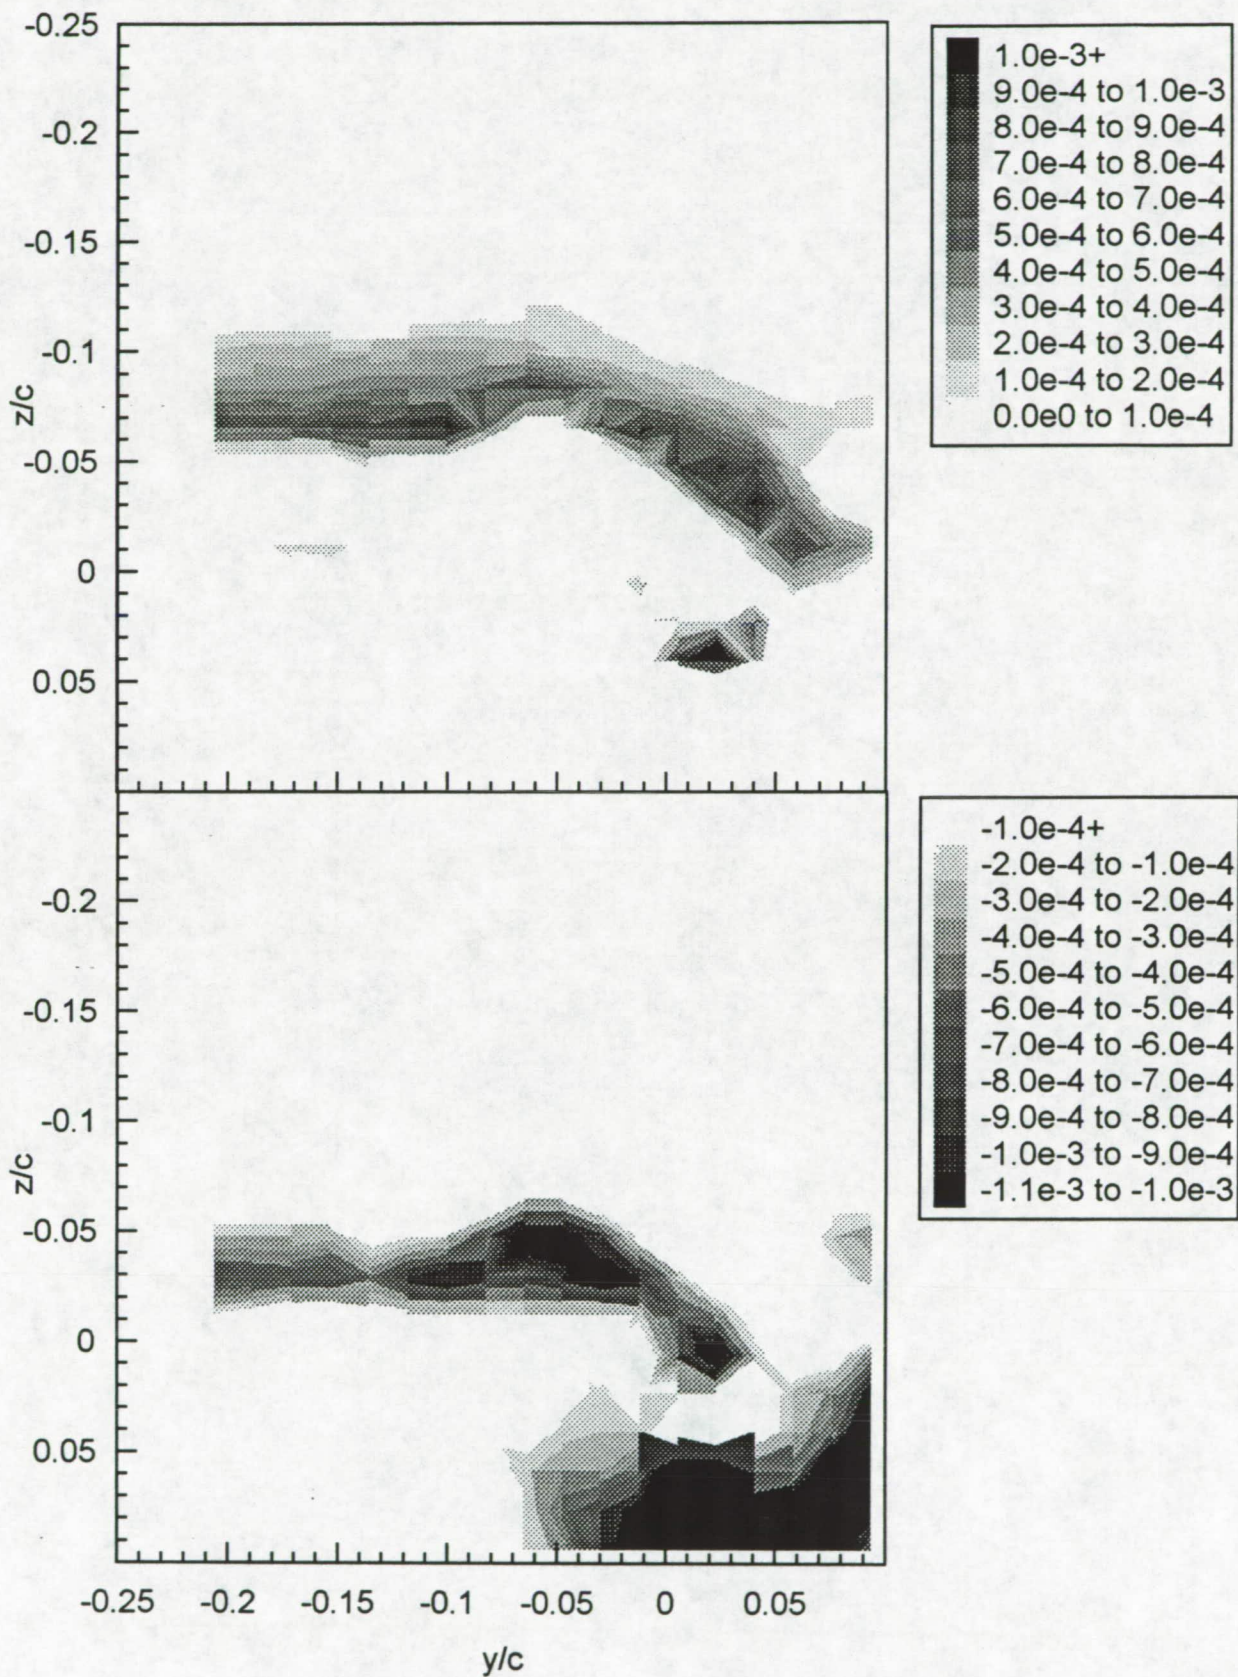 -0.25
-0.2
-0.15
-0.1
-0.05
0
0.05
z/c
1.0e-3+
9.0e-4 to 1.0e-3
8.0e-4 to 9.0e-4
7.0e-4 to 8.0e-4
6.0e-4 to 7.0e-4
5.0e-4 to 6.0e-4
4.0e-4 to 5.0e-4
3.0e-4 to 4.0e-4
2.0e-4 to 3.0e-4
1.0e-4 to 2.0e-4
0.0e0 to 1.0e-4
-0.2
-0.15
-0.1
-0.05
0
0.05
z/c
-1.0e-4+
-2.0e-4 to -1.0e-4
-3.0e-4 to -2.0e-4
-4.0e-4 to -3.0e-4
-5.0e-4 to -4.0e-4
-6.0e-4 to -5.0e-4
-7.0e-4 to -6.0e-4
-8.0e-4 to -7.0e-4
-9.0e-4 to -8.0e-4
-1.0e-3 to -9.0e-4
-1.1e-3 to -1.0e-3
-0.25 -0.2 -0.15 -0.1 -0.05 0 0.05
y/c